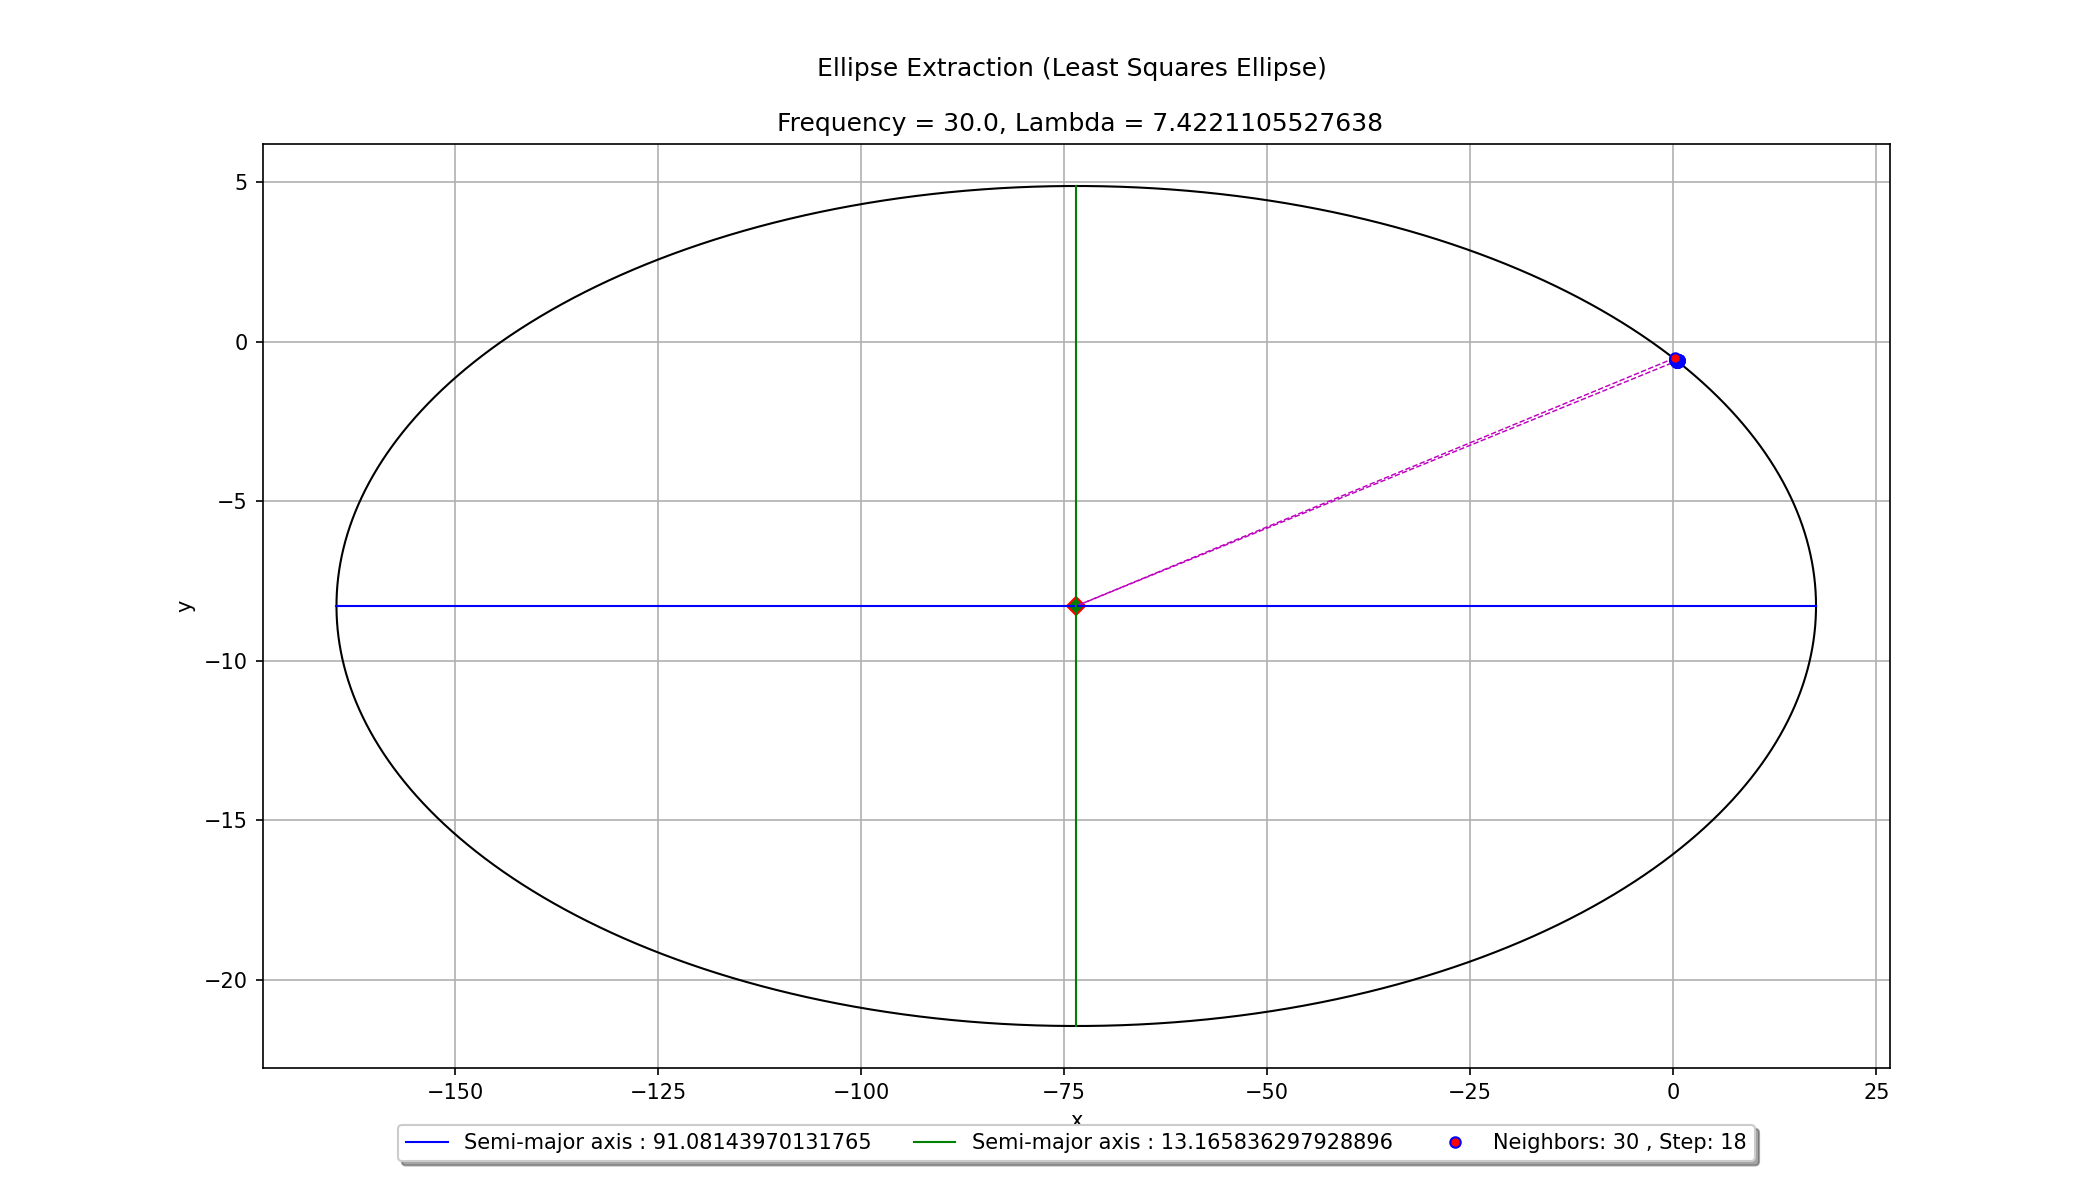 Ellipse Extraction (Least Squares Ellipse)
Frequency = 30.0, Lambda = 7.4221105527638
5
0
−5
−10
−15
−20
y
−150 −125 −100 −75 −50 −25 0 25
x
Semi-major axis : 91.08143970131765 Semi-major axis : 13.165836297928896 Neighbors: 30 , Step: 18